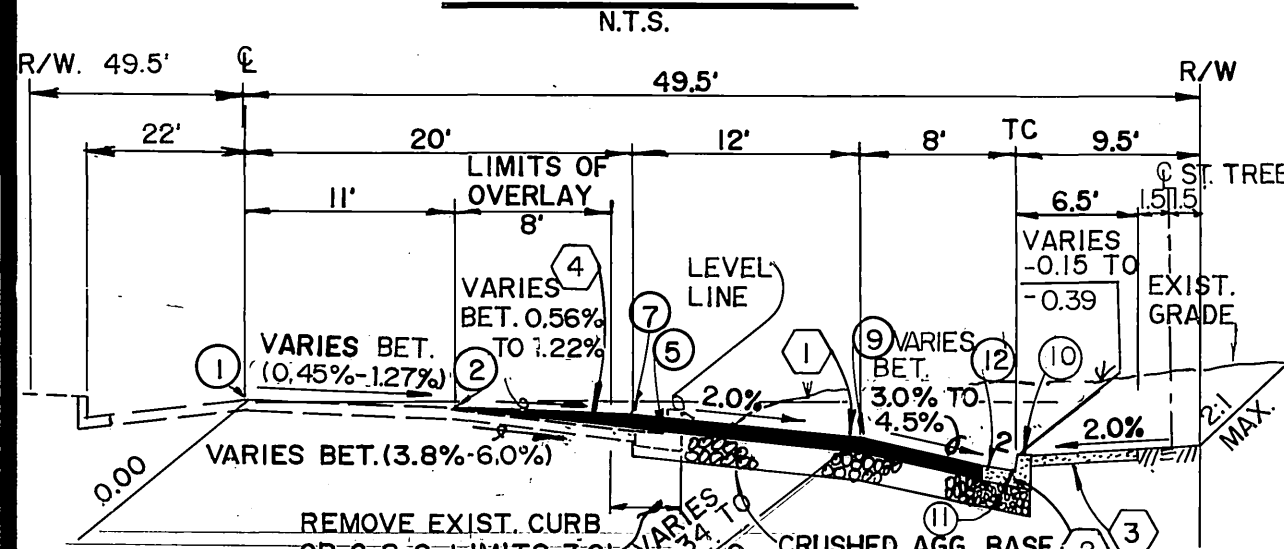 N.T.S.
R/W. 49.5' ℄ 49.5' R/W
22' 20' 12' 8' TC 9.5'
LIMITS OF
OVERLAY
℄ ST. TREE
11' 8' 6.5' 1.5 1.5
VARIES
-0.15 TO
-0.39
EXIST.
GRADE
4
LEVEL
LINE
VARIES
BET. 0.56%
TO 1.22%
7
5
1
9
VARIES
BET.
3.0% TO
4.5%
12
10
1
VARIES BET.
(0.45%-1.27%)
2
2.0%
2
2.0%
2:1
MAX.
VARIES BET.(3.8%-6.0%)
0.00
11
3
2
REMOVE EXIST. CURB
VARIES
.34 TO
CRUSHED AGG. BASE